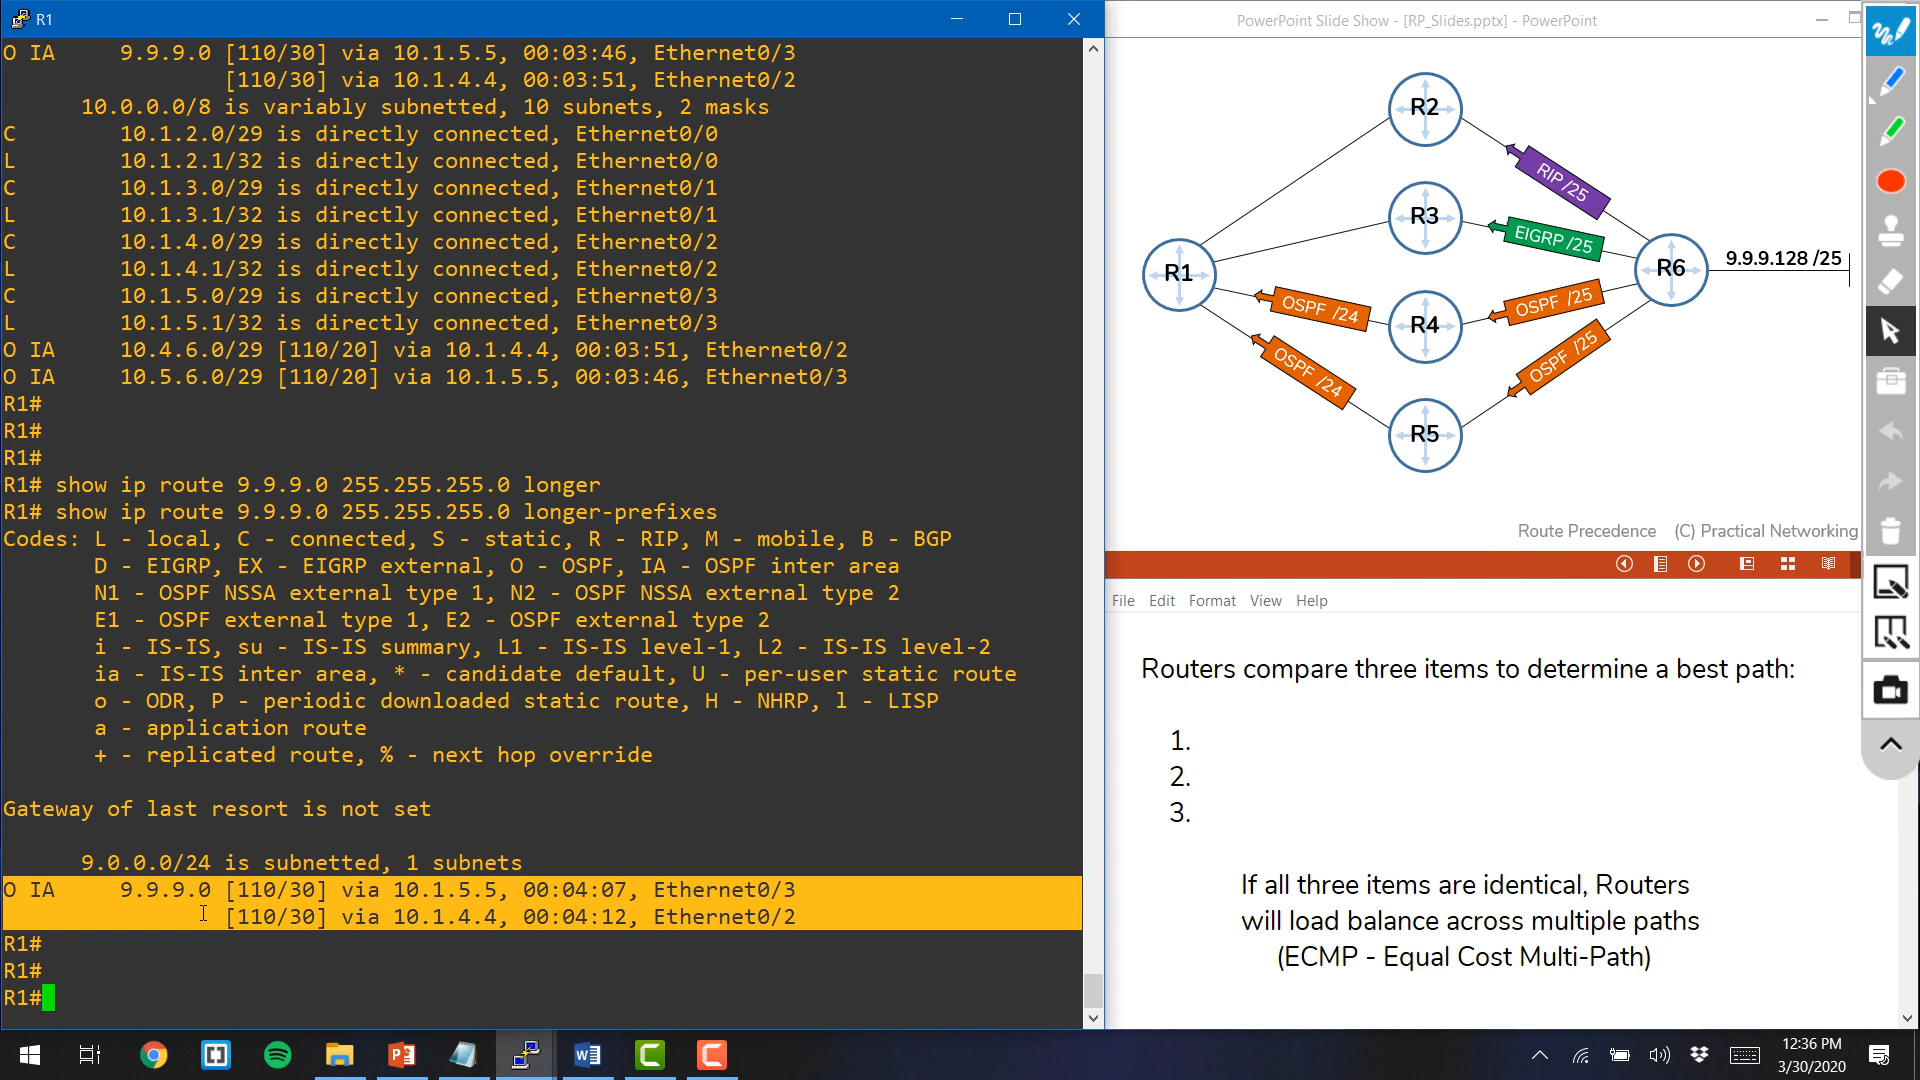 R1
O IA     9.9.9.0 [110/30] via 10.1.5.5, 00:03:46, Ethernet0/3
                 [110/30] via 10.1.4.4, 00:03:51, Ethernet0/2
      10.0.0.0/8 is variably subnetted, 10 subnets, 2 masks
C        10.1.2.0/29 is directly connected, Ethernet0/0
L        10.1.2.1/32 is directly connected, Ethernet0/0
C        10.1.3.0/29 is directly connected, Ethernet0/1
L        10.1.3.1/32 is directly connected, Ethernet0/1
C        10.1.4.0/29 is directly connected, Ethernet0/2
L        10.1.4.1/32 is directly connected, Ethernet0/2
C        10.1.5.0/29 is directly connected, Ethernet0/3
L        10.1.5.1/32 is directly connected, Ethernet0/3
O IA     10.4.6.0/29 [110/20] via 10.1.4.4, 00:03:51, Ethernet0/2
O IA     10.5.6.0/29 [110/20] via 10.1.5.5, 00:03:46, Ethernet0/3
R1#
R1#
R1#
R1# show ip route 9.9.9.0 255.255.255.0 longer
R1# show ip route 9.9.9.0 255.255.255.0 longer-prefixes
Codes: L - local, C - connected, S - static, R - RIP, M - mobile, B - BGP
       D - EIGRP, EX - EIGRP external, O - OSPF, IA - OSPF inter area
       N1 - OSPF NSSA external type 1, N2 - OSPF NSSA external type 2
       E1 - OSPF external type 1, E2 - OSPF external type 2
       i - IS-IS, su - IS-IS summary, L1 - IS-IS level-1, L2 - IS-IS level-2
       ia - IS-IS inter area, * - candidate default, U - per-user static route
       o - ODR, P - periodic downloaded static route, H - NHRP, l - LISP
       a - application route
       + - replicated route, % - next hop override
Gateway of last resort is not set
      9.0.0.0/24 is subnetted, 1 subnets
O IA     9.9.9.0 [110/30] via 10.1.5.5, 00:04:07, Ethernet0/3
                 [110/30] via 10.1.4.4, 00:04:12, Ethernet0/2
R1#
R1#
R1#
PowerPoint Slide Show - [RP_Slides.pptx] - PowerPoint
R2
RIP /25
R3
EIGRP /25
R1
R6
9.9.9.128 /25
OSPF /24
R4
OSPF /25
OSPF /24
OSPF /25
R5
Route Precedence (C) Practical Networking
File Edit Format View Help
Routers compare three items to determine a best path:
1.
2.
3.
If all three items are identical, Routers
will load balance across multiple paths
(ECMP - Equal Cost Multi-Path)
12:36 PM
3/30/2020